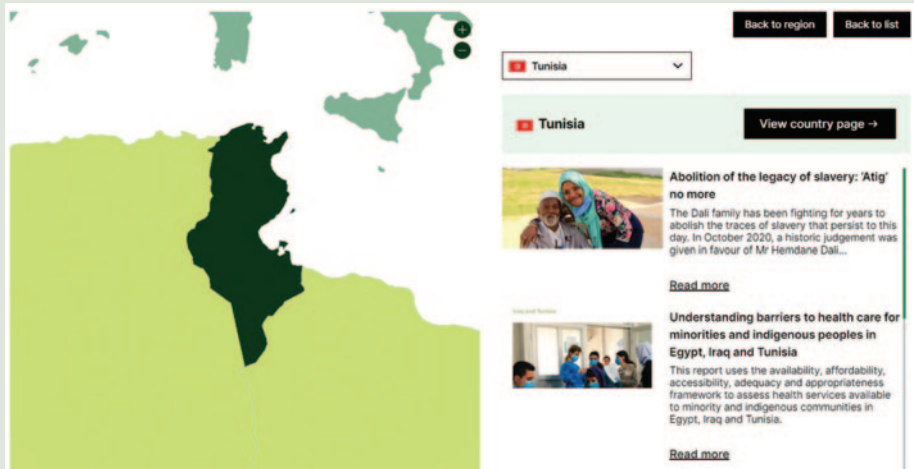 +
−
Back to region
Back to list
Tunisia
Tunisia
View country page →
Abolition of the legacy of slavery: ‘Atig’
no more
The Dali family has been fighting for years to
abolish the traces of slavery that persist to this
day. In October 2020, a historic judgement was
given in favour of Mr Hemdane Dali...
Read more
Iraq and Tunisia
Understanding barriers to health care for
minorities and indigenous peoples in
Egypt, Iraq and Tunisia
This report uses the availability, affordability,
accessibility, adequacy and appropriateness
framework to assess health services available
to minority and indigenous communities in
Egypt, Iraq and Tunisia.
Read more